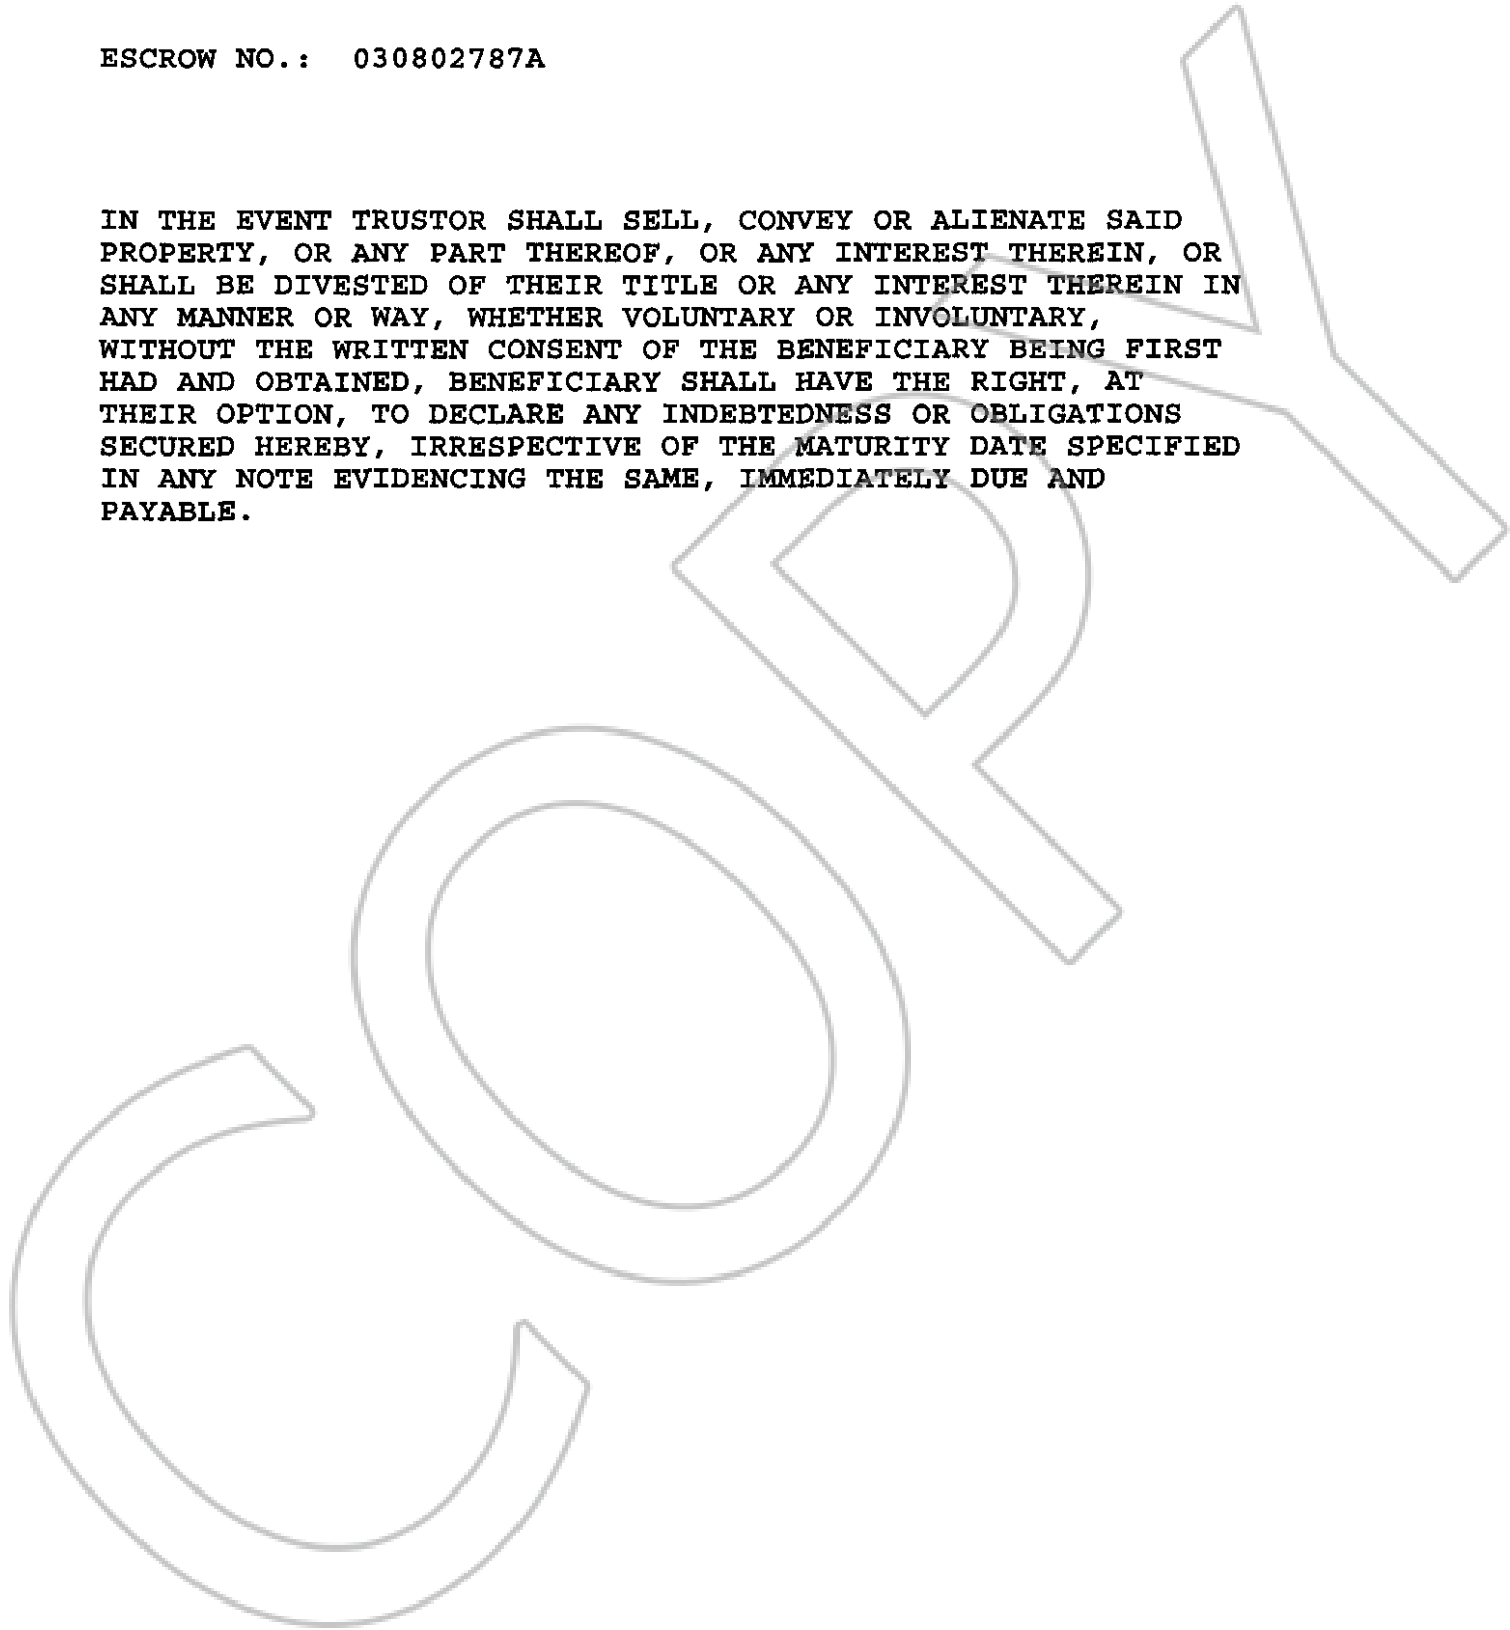 ESCROW NO.: 030802787A
IN THE EVENT TRUSTOR SHALL SELL, CONVEY OR ALIENATE SAID
PROPERTY, OR ANY PART THEREOF, OR ANY INTEREST THEREIN, OR
SHALL BE DIVESTED OF THEIR TITLE OR ANY INTEREST THEREIN IN
ANY MANNER OR WAY, WHETHER VOLUNTARY OR INVOLUNTARY,
WITHOUT THE WRITTEN CONSENT OF THE BENEFICIARY BEING FIRST
HAD AND OBTAINED, BENEFICIARY SHALL HAVE THE RIGHT, AT
THEIR OPTION, TO DECLARE ANY INDEBTEDNESS OR OBLIGATIONS
SECURED HEREBY, IRRESPECTIVE OF THE MATURITY DATE SPECIFIED
IN ANY NOTE EVIDENCING THE SAME, IMMEDIATELY DUE AND
PAYABLE.
COPY